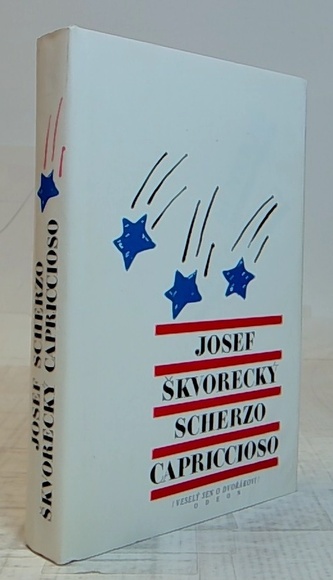 JOSEF SCHERZO
ŠKVORECKÝ CAPRICCIOSO
JOSEF
ŠKVORECKÝ
SCHERZO
CAPRICCIOSO
(VESELÝ SEN O DVOŘÁKOVI)
ODEON